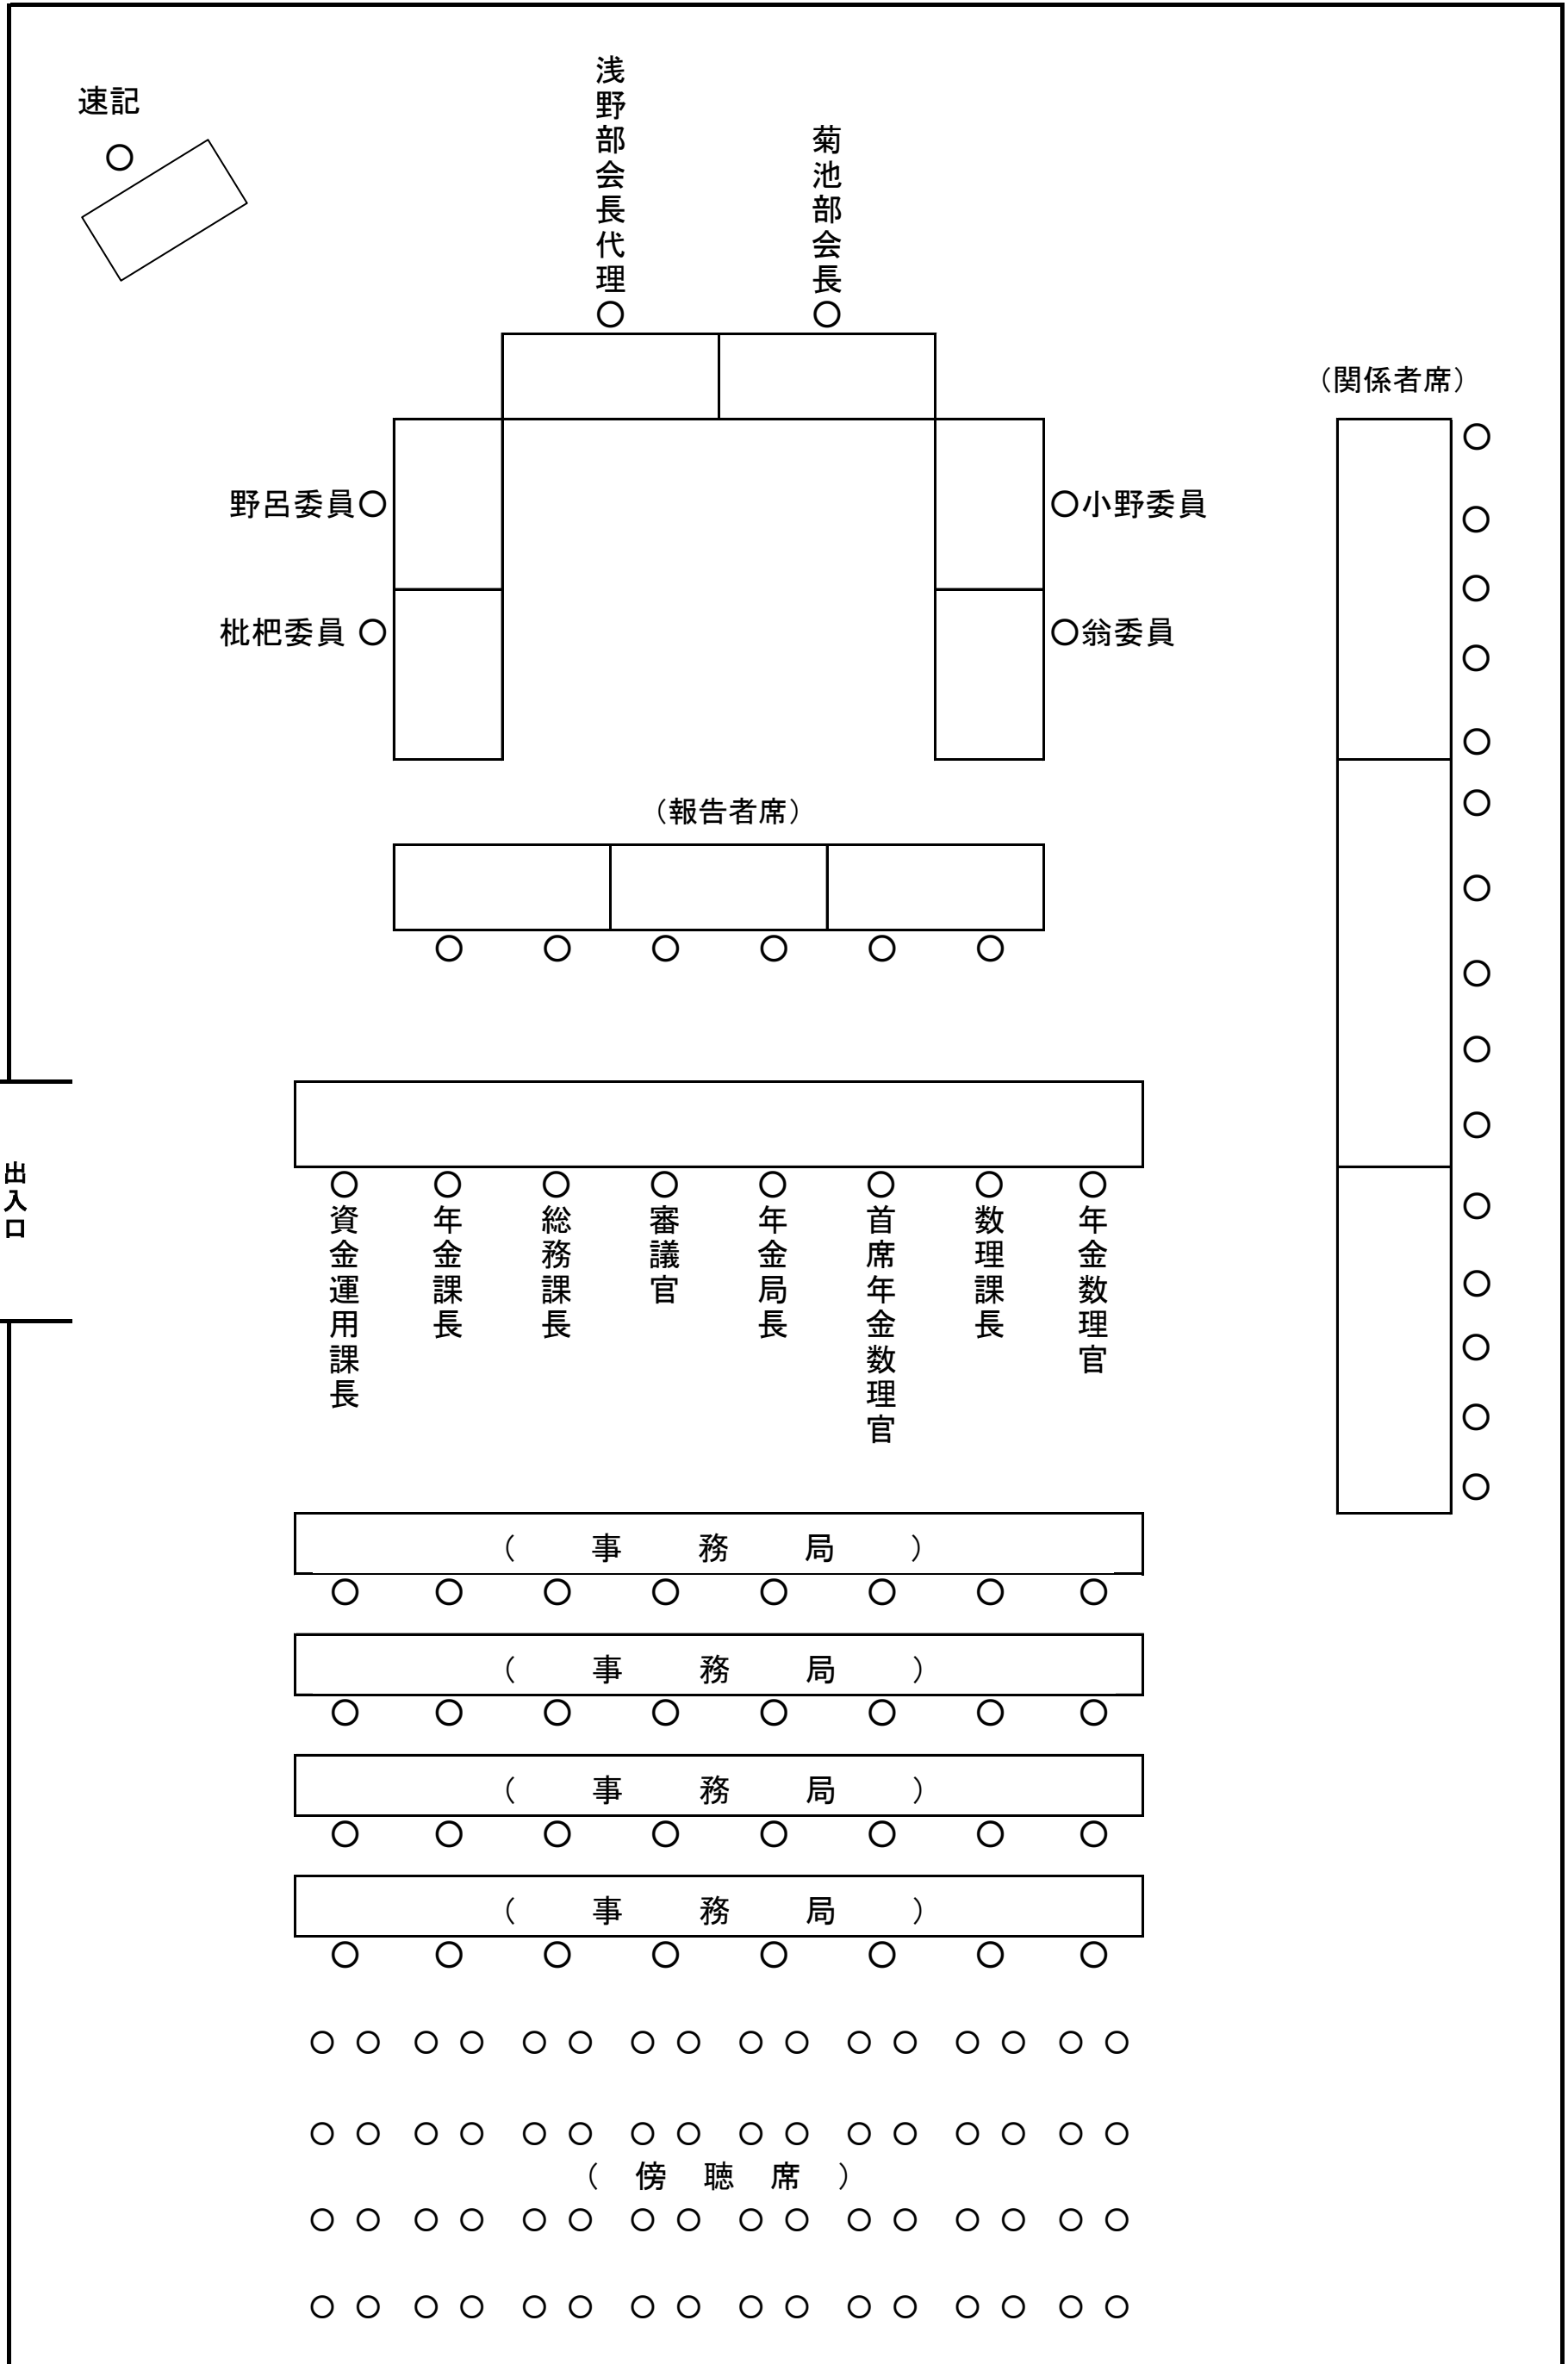 速記
浅野部会長代理
菊池部会長
（関係者席）
野呂委員
小野委員
枇杷委員
翁委員
（報告者席）
出入口
資金運用課長
年金課長
総務課長
審議官
年金局長
首席年金数理官
数理課長
年金数理官
（事務局）
（事務局）
（事務局）
（事務局）
（傍聴席）